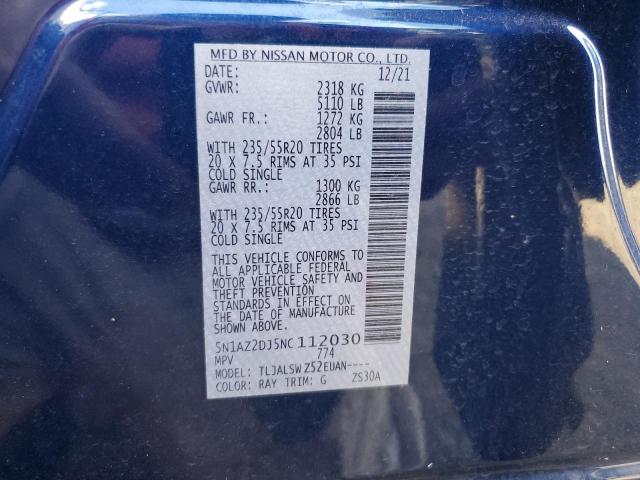 MFD BY NISSAN MOTOR CO., LTD.
DATE: 12/21
GVWR: 2318 KG
5110 LB
GAWR FR.: 1272 KG
2804 LB
WITH 235/55R20 TIRES
20 X 7.5 RIMS AT 35 PSI
COLD SINGLE
GAWR RR.: 1300 KG
2866 LB
WITH 235/55R20 TIRES
20 X 7.5 RIMS AT 35 PSI
COLD SINGLE
THIS VEHICLE CONFORMS TO
ALL APPLICABLE FEDERAL
MOTOR VEHICLE SAFETY AND
THEFT PREVENTION
STANDARDS IN EFFECT ON
THE DATE OF MANUFACTURE
SHOWN ABOVE.
5N1AZ2DJ5NC112030
MPV 774
MODEL: TLJALSWZ52EUAN----
COLOR: RAY TRIM: G ZS30A